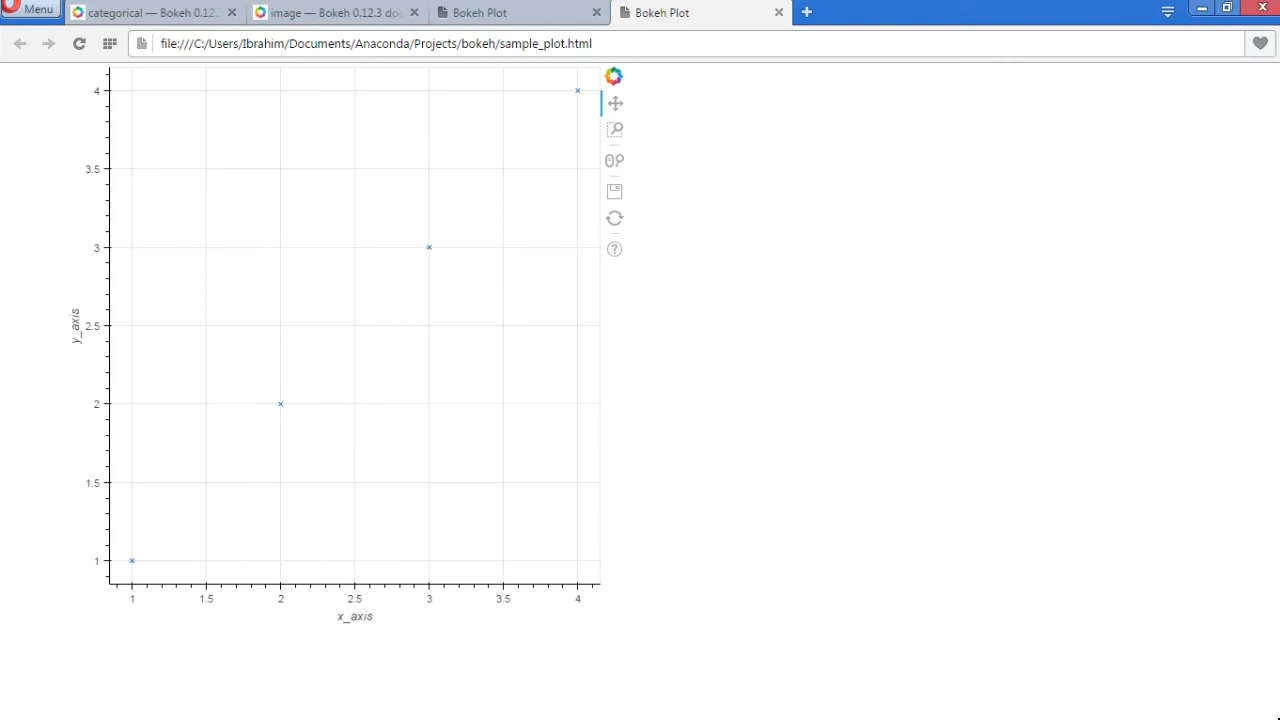 Menu
categorical — Bokeh 0.12.
image — Bokeh 0.12.3 doc
Bokeh Plot
Bokeh Plot
file:///C:/Users/Ibrahim/Documents/Anaconda/Projects/bokeh/sample_plot.html
4
3.5
3
2.5
2
1.5
1
y_axis
1 1.5 2 2.5 3 3.5 4
x_axis